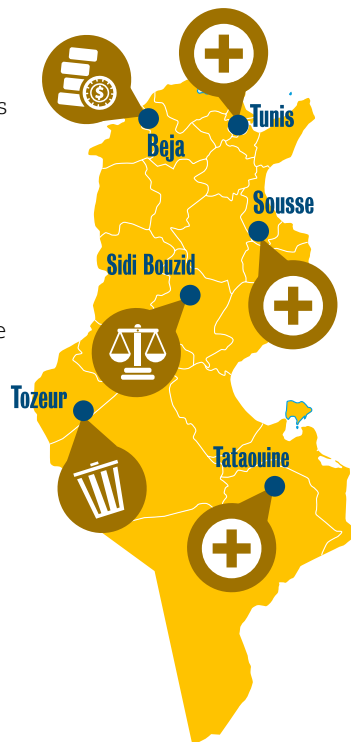 s
Tunis
Beja
Sousse
Sidi Bouzid
e
Tozeur
Tataouine
$